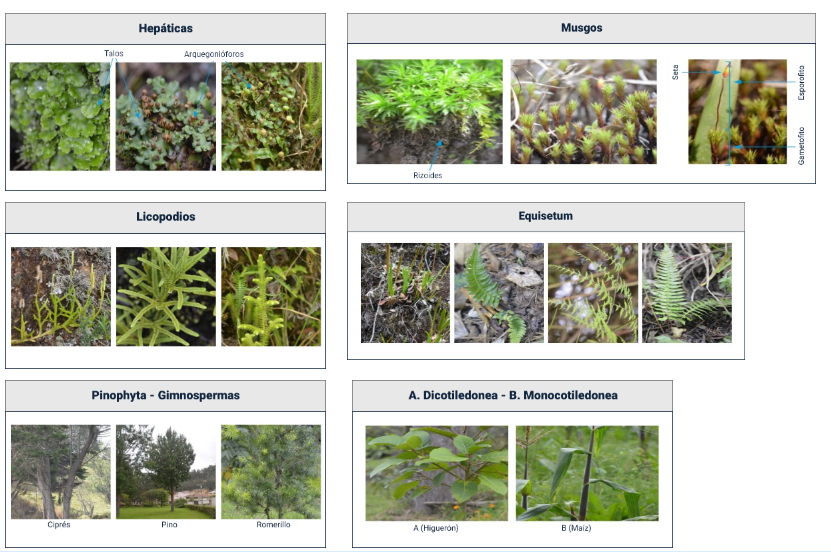 Hepáticas
Talos
Arquegonióforos
Musgos
Seta
Esporofito
Gametofito
Rizoides
Licopodios
Equisetum
Pinophyta - Gimnospermas
Ciprés
Pino
Romerillo
A. Dicotiledonea - B. Monocotiledonea
A (Higuerón)
B (Maíz)